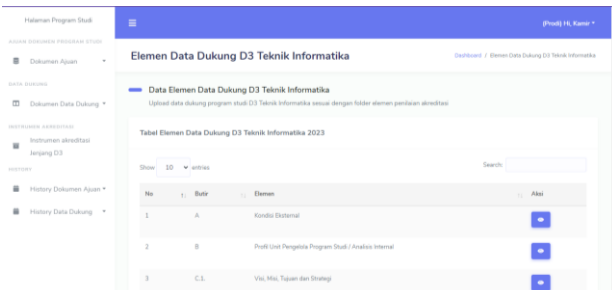 Halaman Program Studi
(Prodi) Hi, Kamir
AJUAN DOKUMEN PROGRAM STUDI
Dokumen Ajuan
DATA DUKUNG
Dokumen Data Dukung
INSTRUMEN AKREDITASI
Instrumen akreditasi
Jenjang D3
HISTORY
History Dokumen Ajuan
History Data Dukung
Elemen Data Dukung D3 Teknik Informatika
Dashboard / Elemen Data Dukung D3 Teknik Informatika
Data Elemen Data Dukung D3 Teknik Informatika
Upload data dukung program studi D3 Teknik Informatika sesuai dengan folder elemen penilaian akreditasi
Tabel Elemen Data Dukung D3 Teknik Informatika 2023
Show 10 entries
Search:
No Butir Elemen Aksi
1 A Kondisi Eksternal
2 B Profil Unit Pengelola Program Studi / Analisis Internal
3 C.1. Visi, Misi, Tujuan dan Strategi